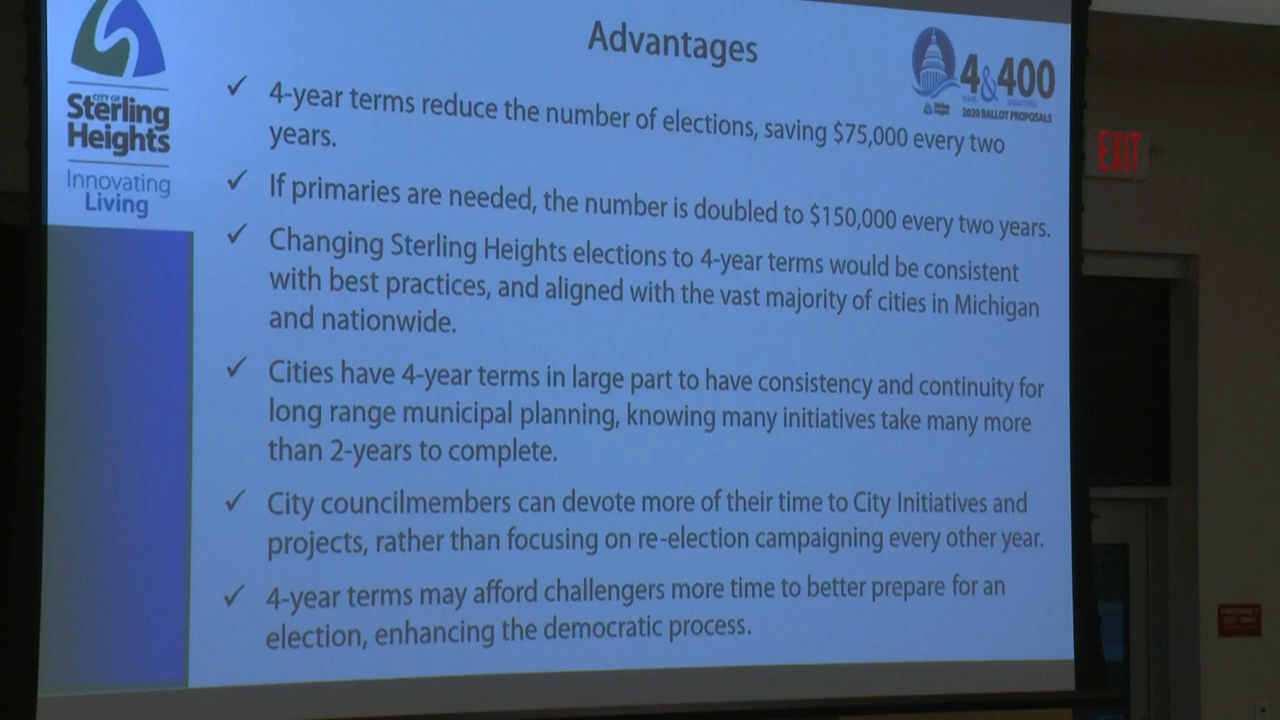 Advantages
CITY OF
Sterling
Heights
Innovating
Living
4&400
YEARS SIGNATURES
2020 BALLOT PROPOSALS
Sterling
Heights
✓ 4-year terms reduce the number of elections, saving $75,000 every two
years.
✓ If primaries are needed, the number is doubled to $150,000 every two years.
✓ Changing Sterling Heights elections to 4-year terms would be consistent
with best practices, and aligned with the vast majority of cities in Michigan
and nationwide.
✓ Cities have 4-year terms in large part to have consistency and continuity for
long range municipal planning, knowing many initiatives take many more
than 2-years to complete.
✓ City councilmembers can devote more of their time to City Initiatives and
projects, rather than focusing on re-election campaigning every other year.
✓ 4-year terms may afford challengers more time to better prepare for an
election, enhancing the democratic process.
EXIT
EMERGENCY
EXIT ONLY